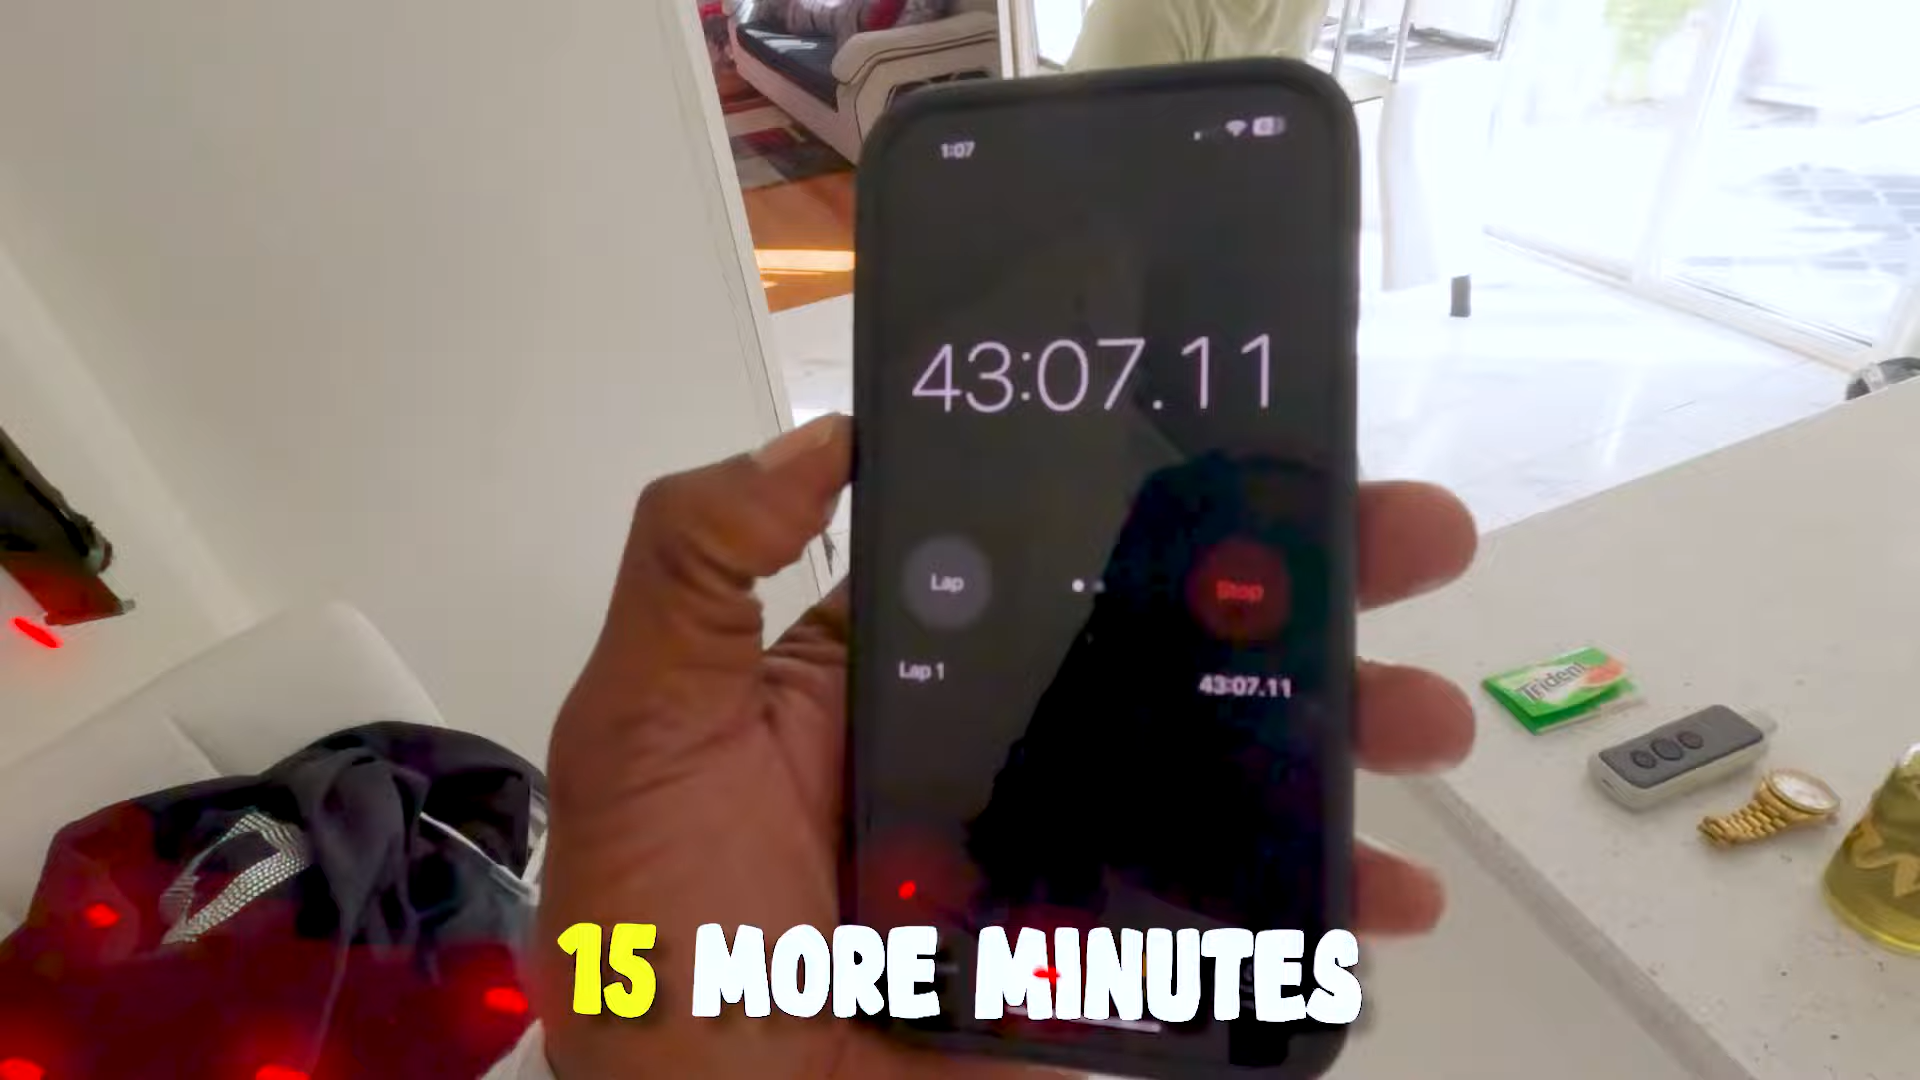 1:07
43:07.11
Lap
Stop
Lap 1
43:07.11
Trident
15 MORE MINUTES